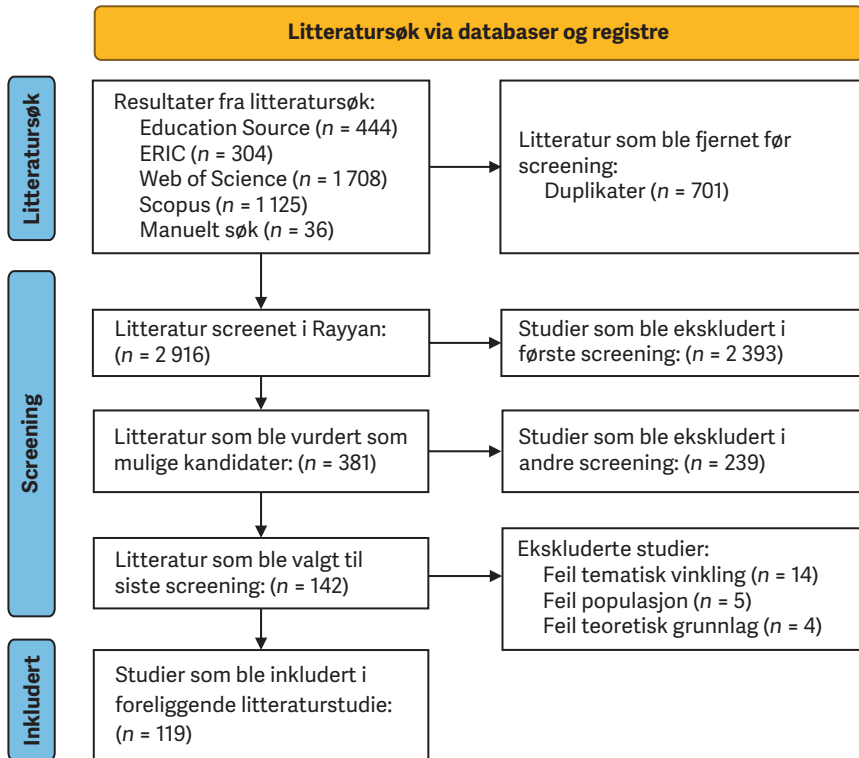 Litteratursøk via databaser og registre
Litteratursøk
Resultater fra litteratursøk:
Education Source (n = 444)
ERIC (n = 304)
Web of Science (n = 1 708)
Scopus (n = 1 125)
Manuelt søk (n = 36)
Litteratur som ble fjernet før
screening:
Duplikater (n = 701)
Screening
Litteratur screenet i Rayyan:
(n = 2 916)
Studier som ble ekskludert i
første screening: (n = 2 393)
Litteratur som ble vurdert som
mulige kandidater: (n = 381)
Studier som ble ekskludert i
andre screening: (n = 239)
Litteratur som ble valgt til
siste screening: (n = 142)
Ekskluderte studier:
Feil tematisk vinkling (n = 14)
Feil populasjon (n = 5)
Feil teoretisk grunnlag (n = 4)
Inkludert
Studier som ble inkludert i
foreliggende litteraturstudie:
(n = 119)